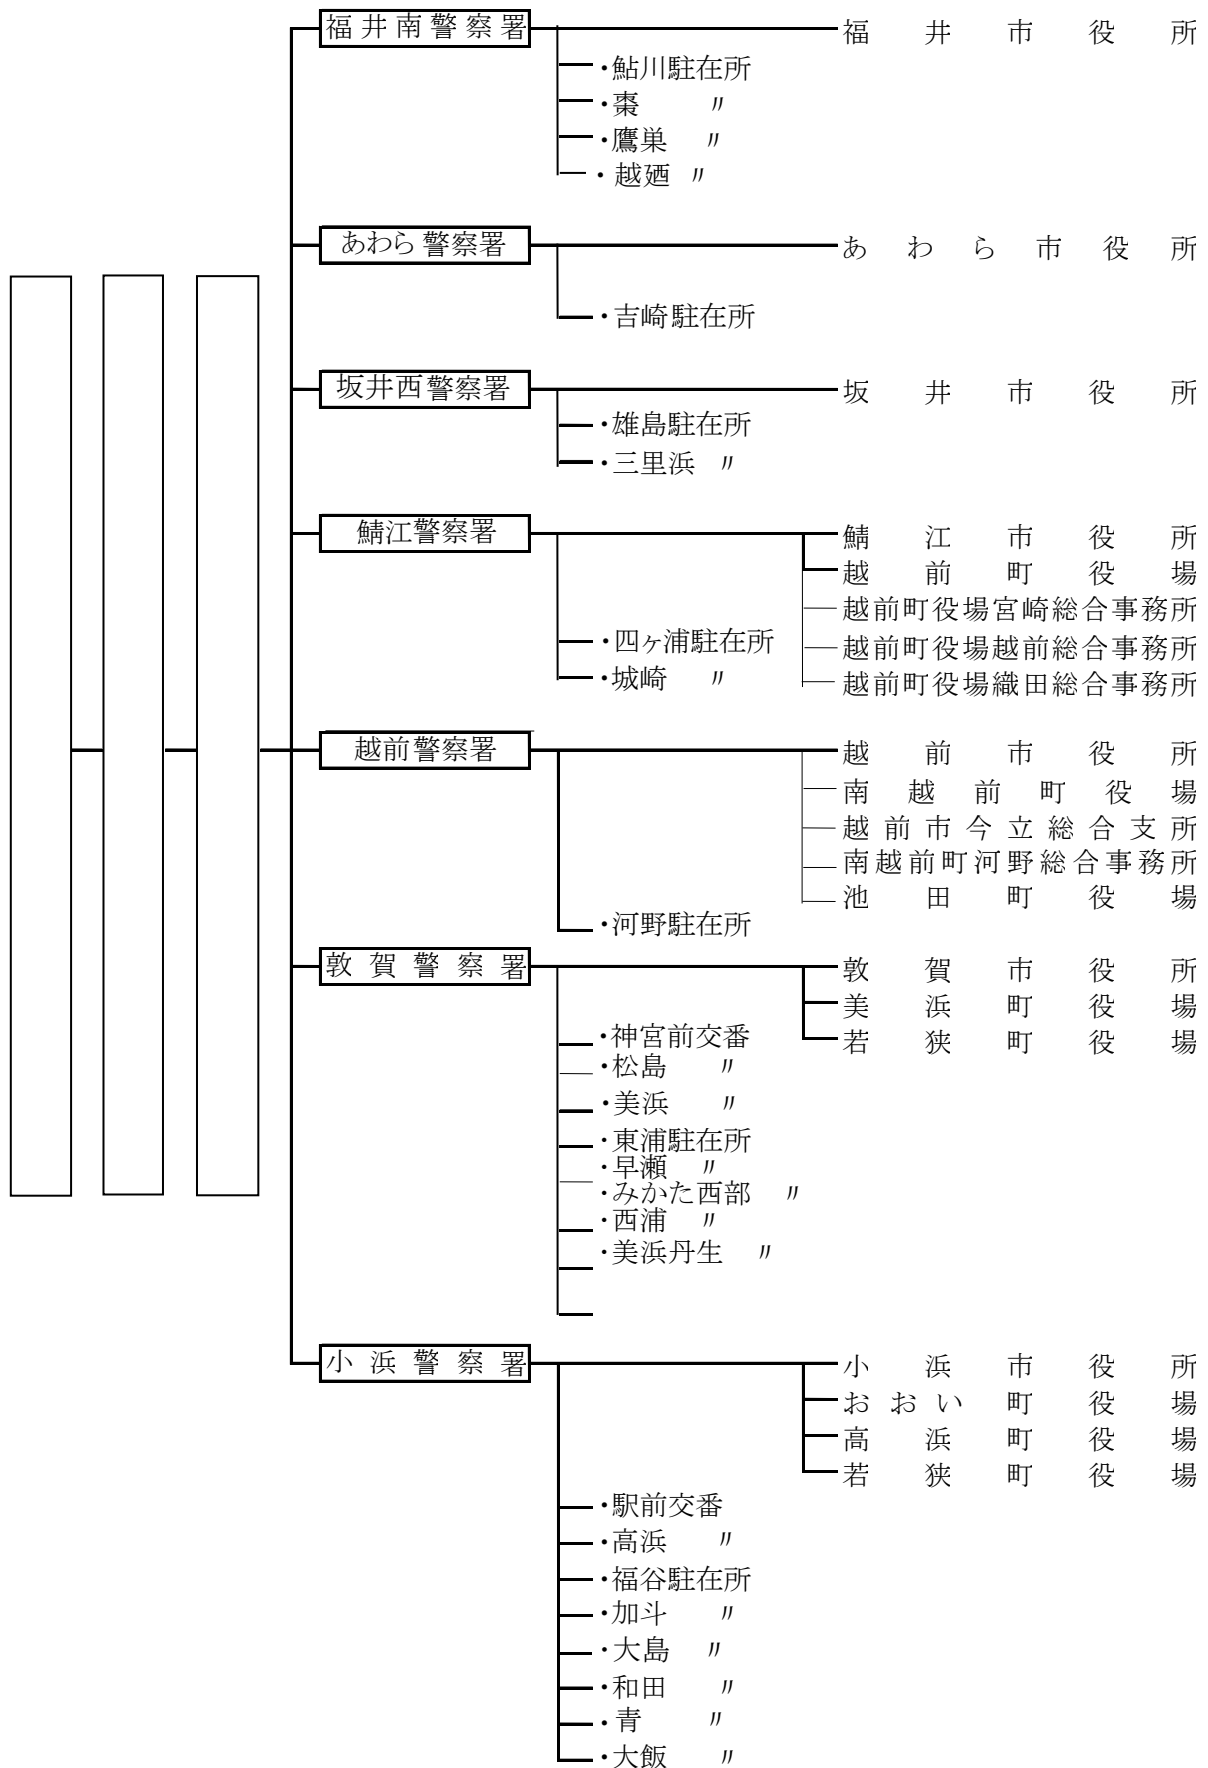 福井南警察署
福井市役所
・鮎川駐在所
・棗 〃
・鷹巣 〃
・越廼 〃
あわら警察署
あわら市役所
・吉崎駐在所
坂井西警察署
坂井市役所
・雄島駐在所
・三里浜 〃
鯖江警察署
鯖江市役所
越前町役場
越前町役場宮崎総合事務所
越前町役場越前総合事務所
越前町役場織田総合事務所
・四ヶ浦駐在所
・城崎 〃
越前警察署
越前市役所
南越前町役場
越前市今立総合支所
南越前町河野総合事務所
池田町役場
・河野駐在所
敦賀警察署
敦賀市役所
美浜町役場
若狭町役場
・神宮前交番
・松島 〃
・美浜 〃
・東浦駐在所
・早瀬 〃
・みかた西部 〃
・西浦 〃
・美浜丹生 〃
小浜警察署
小浜市役所
おおい町役場
高浜町役場
若狭町役場
・駅前交番
・高浜 〃
・福谷駐在所
・加斗 〃
・大島 〃
・和田 〃
・青 〃
・大飯 〃